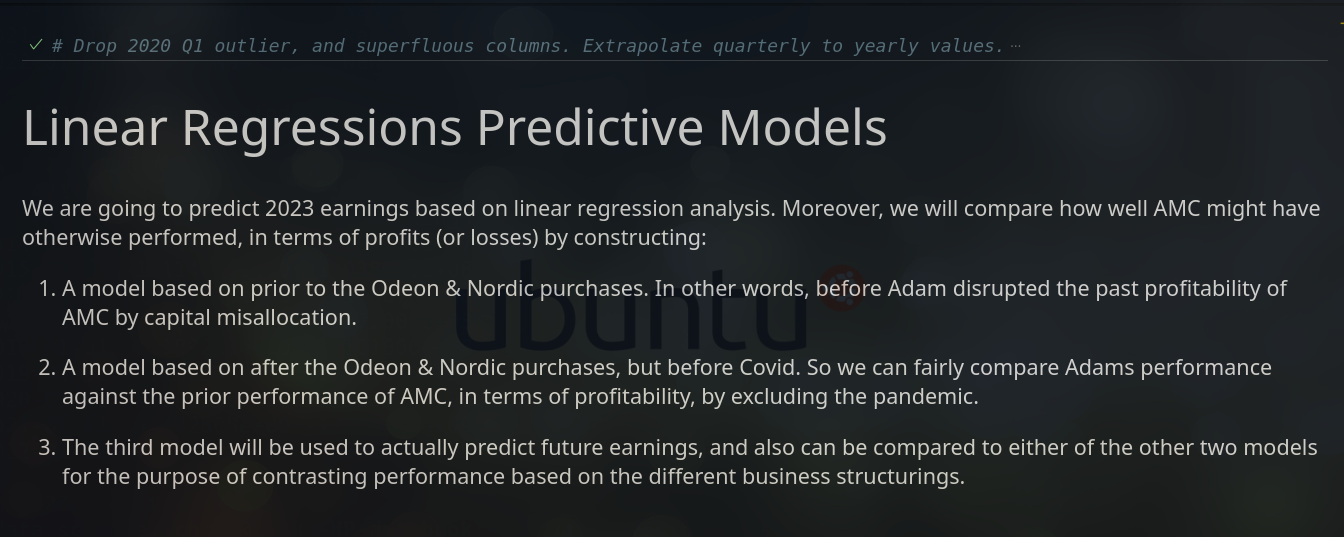 ✓ # Drop 2020 Q1 outlier, and superfluous columns. Extrapolate quarterly to yearly values. ...
Linear Regressions Predictive Models
We are going to predict 2023 earnings based on linear regression analysis. Moreover, we will compare how well AMC might have
otherwise performed, in terms of profits (or losses) by constructing:
1. A model based on prior to the Odeon & Nordic purchases. In other words, before Adam disrupted the past profitability of
AMC by capital misallocation.
ubuntu
2. A model based on after the Odeon & Nordic purchases, but before Covid. So we can fairly compare Adams performance
against the prior performance of AMC, in terms of profitability, by excluding the pandemic.
3. The third model will be used to actually predict future earnings, and also can be compared to either of the other two models
for the purpose of contrasting performance based on the different business structurings.